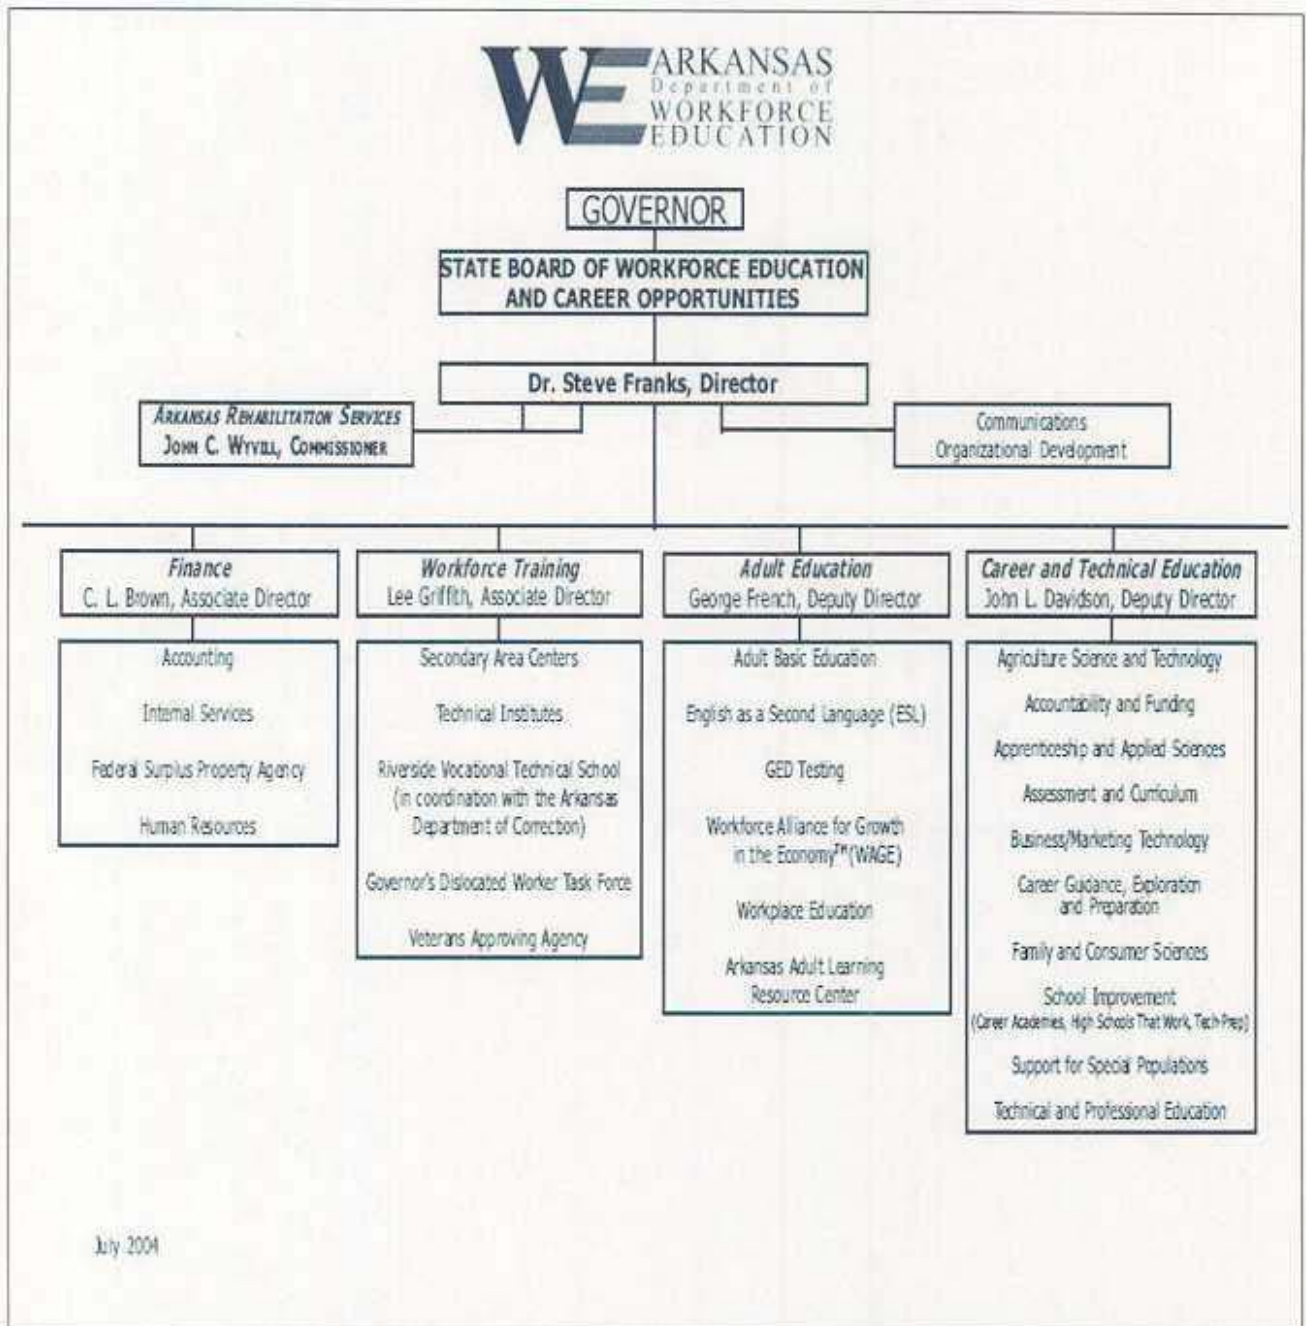 WE ARKANSAS
Department of
WORKFORCE
EDUCATION
GOVERNOR
STATE BOARD OF WORKFORCE EDUCATION
AND CAREER OPPORTUNITIES
Dr. Steve Franks, Director
ARKANSAS REHABILITATION SERVICES
JOHN C. WYVILL, COMMISSIONER
Communications
Organizational Development
Finance
C. L. Brown, Associate Director
Accounting
Internal Services
Federal Surplus Property Agency
Human Resources
Workforce Training
Lee Griffith, Associate Director
Secondary Area Centers
Technical Institutes
Riverside Vocational Technical School
(in coordination with the Arkansas
Department of Correction)
Governor's Dislocated Worker Task Force
Veterans Approving Agency
Adult Education
George French, Deputy Director
Adult Basic Education
English as a Second Language (ESL)
GED Testing
Workforce Alliance for Growth
in the Economy™(WAGE)
Workplace Education
Arkansas Adult Learning
Resource Center
Career and Technical Education
John L. Davidson, Deputy Director
Agriculture Science and Technology
Accountability and Funding
Apprenticeship and Applied Sciences
Assessment and Curriculum
Business/Marketing Technology
Career Guidance, Exploration
and Preparation
Family and Consumer Sciences
School Improvement
(Career Academies, High Schools That Work, Tech-Prep)
Support for Special Populations
Technical and Professional Education
July 2004